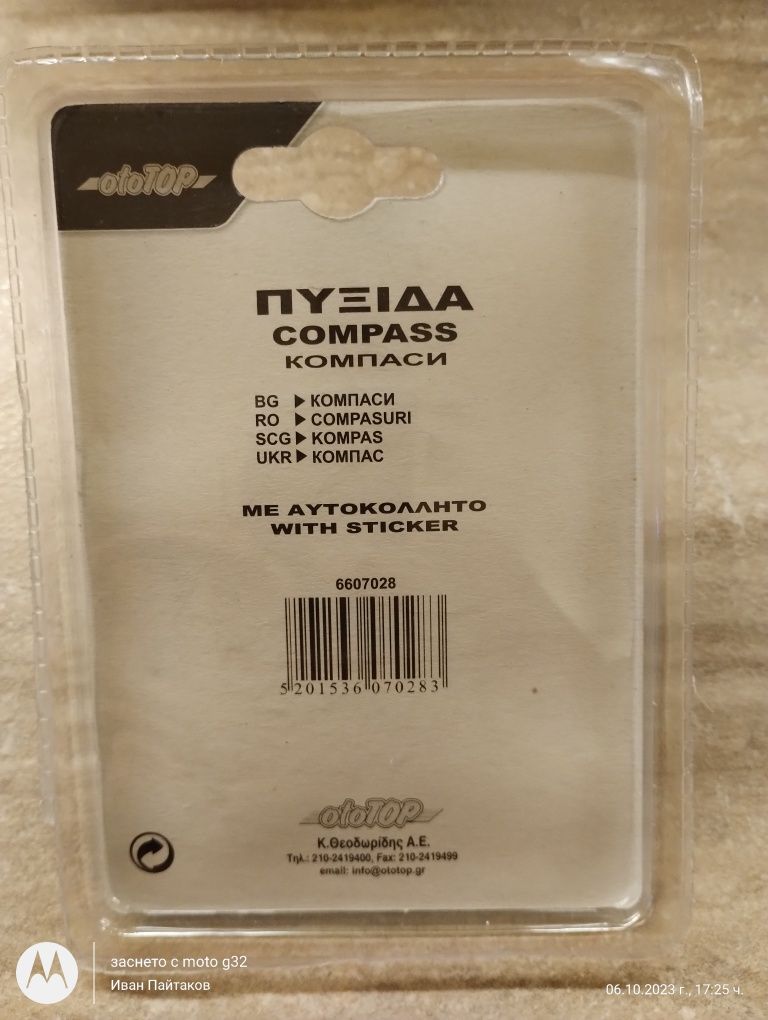 otoTOP
ΠΥΞΙΔΑ
COMPASS
КОМПАСИ
BG ▶ КОМПАСИ
RO ▶ COMPASURI
SCG ▶ KOMPAS
UKR ▶ КОМПАС
ΜΕ ΑΥΤΟΚΟΛΛΗΤΟ
WITH STICKER
6607028
5 201536 070283
otoTOP
Κ.Θεοδωρίδης Α.Ε.
Τηλ.: 210-2419400, Fax: 210-2419499
email: info@ototop.gr
заснето с moto g32
Иван Пайтаков
06.10.2023 г., 17:25 ч.